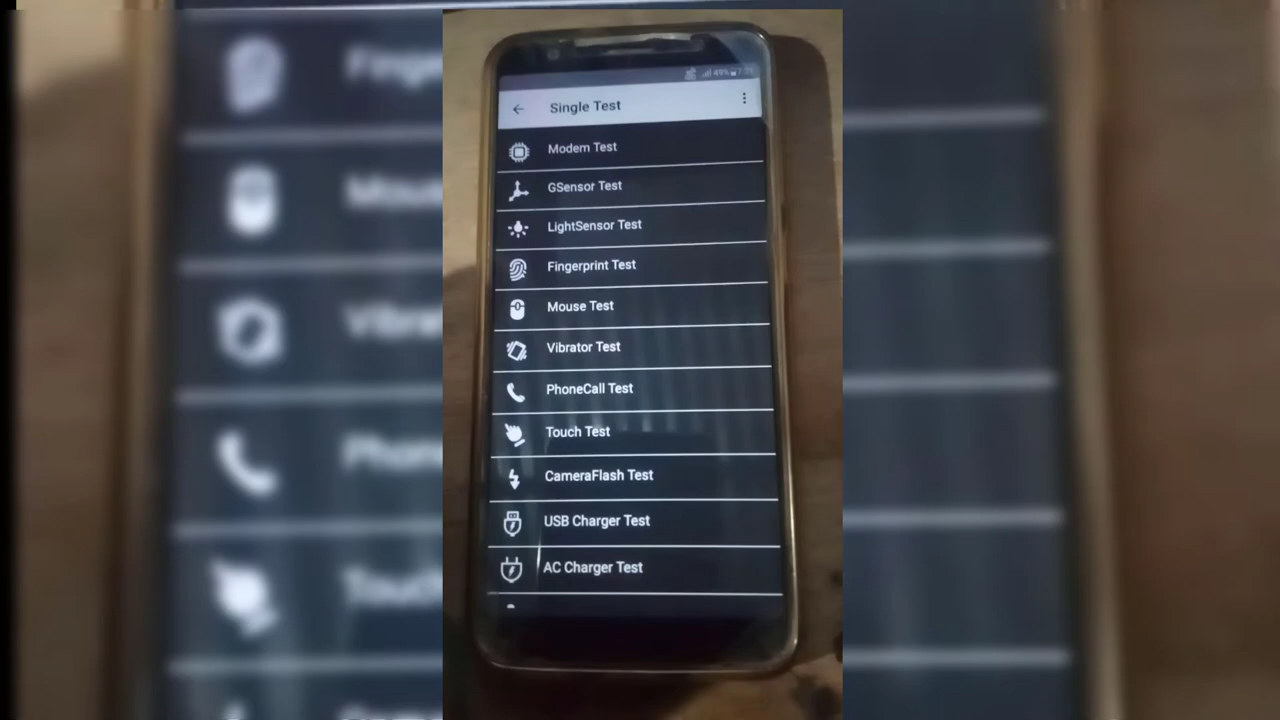 49%
Single Test
Modem Test
GSensor Test
LightSensor Test
Fingerprint Test
Mouse Test
Vibrator Test
PhoneCall Test
Touch Test
CameraFlash Test
USB Charger Test
AC Charger Test